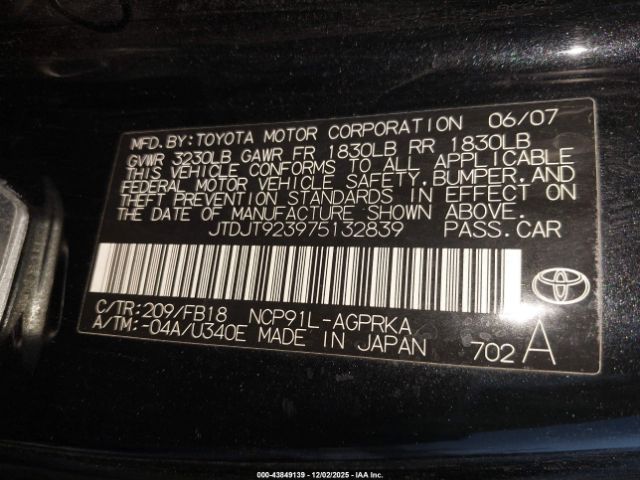 MFD.BY:TOYOTA MOTOR CORPORATION 06/07
GVWR 3230LB GAWR FR 1830LB RR 1830LB
THIS VEHICLE CONFORMS TO ALL APPLICABLE
FEDERAL MOTOR VEHICLE SAFETY,BUMPER,AND
THEFT PREVENTION STANDARDS IN EFFECT ON
THE DATE OF MANUFACTURE SHOWN ABOVE.
JTDJT923975132839 PASS.CAR
C/TR:209/FB18 NCP91L-AGPRKA
A/TM:-04A/U340E MADE IN JAPAN
702 A
TOYOTA
000-43849139 - 12/02/2025 - IAA Inc.